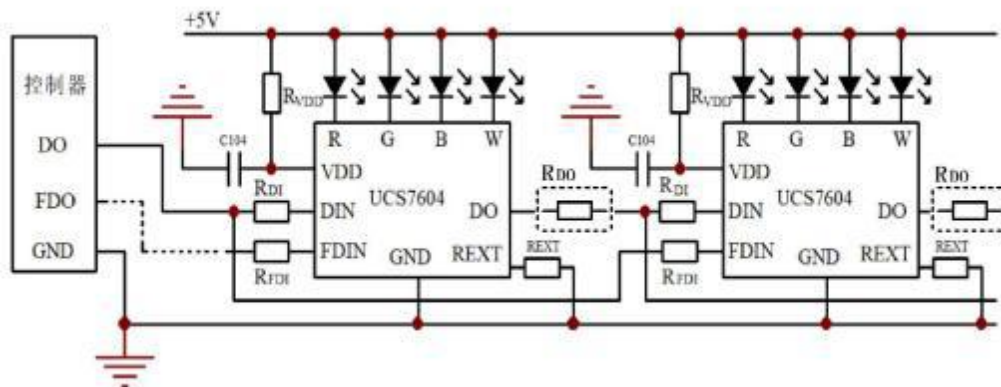 +5V
控制器
DO
FDO
GND
C104
RVDD
R G B W
VDD
UCS7604
RDI
DIN
DO
FDIN
RFDI
GND
REXT
RDO
REXT
C104
RVDD
R G B W
VDD
UCS7604
RDI
DIN
DO
FDIN
RFDI
GND
REXT
RDO
REXT